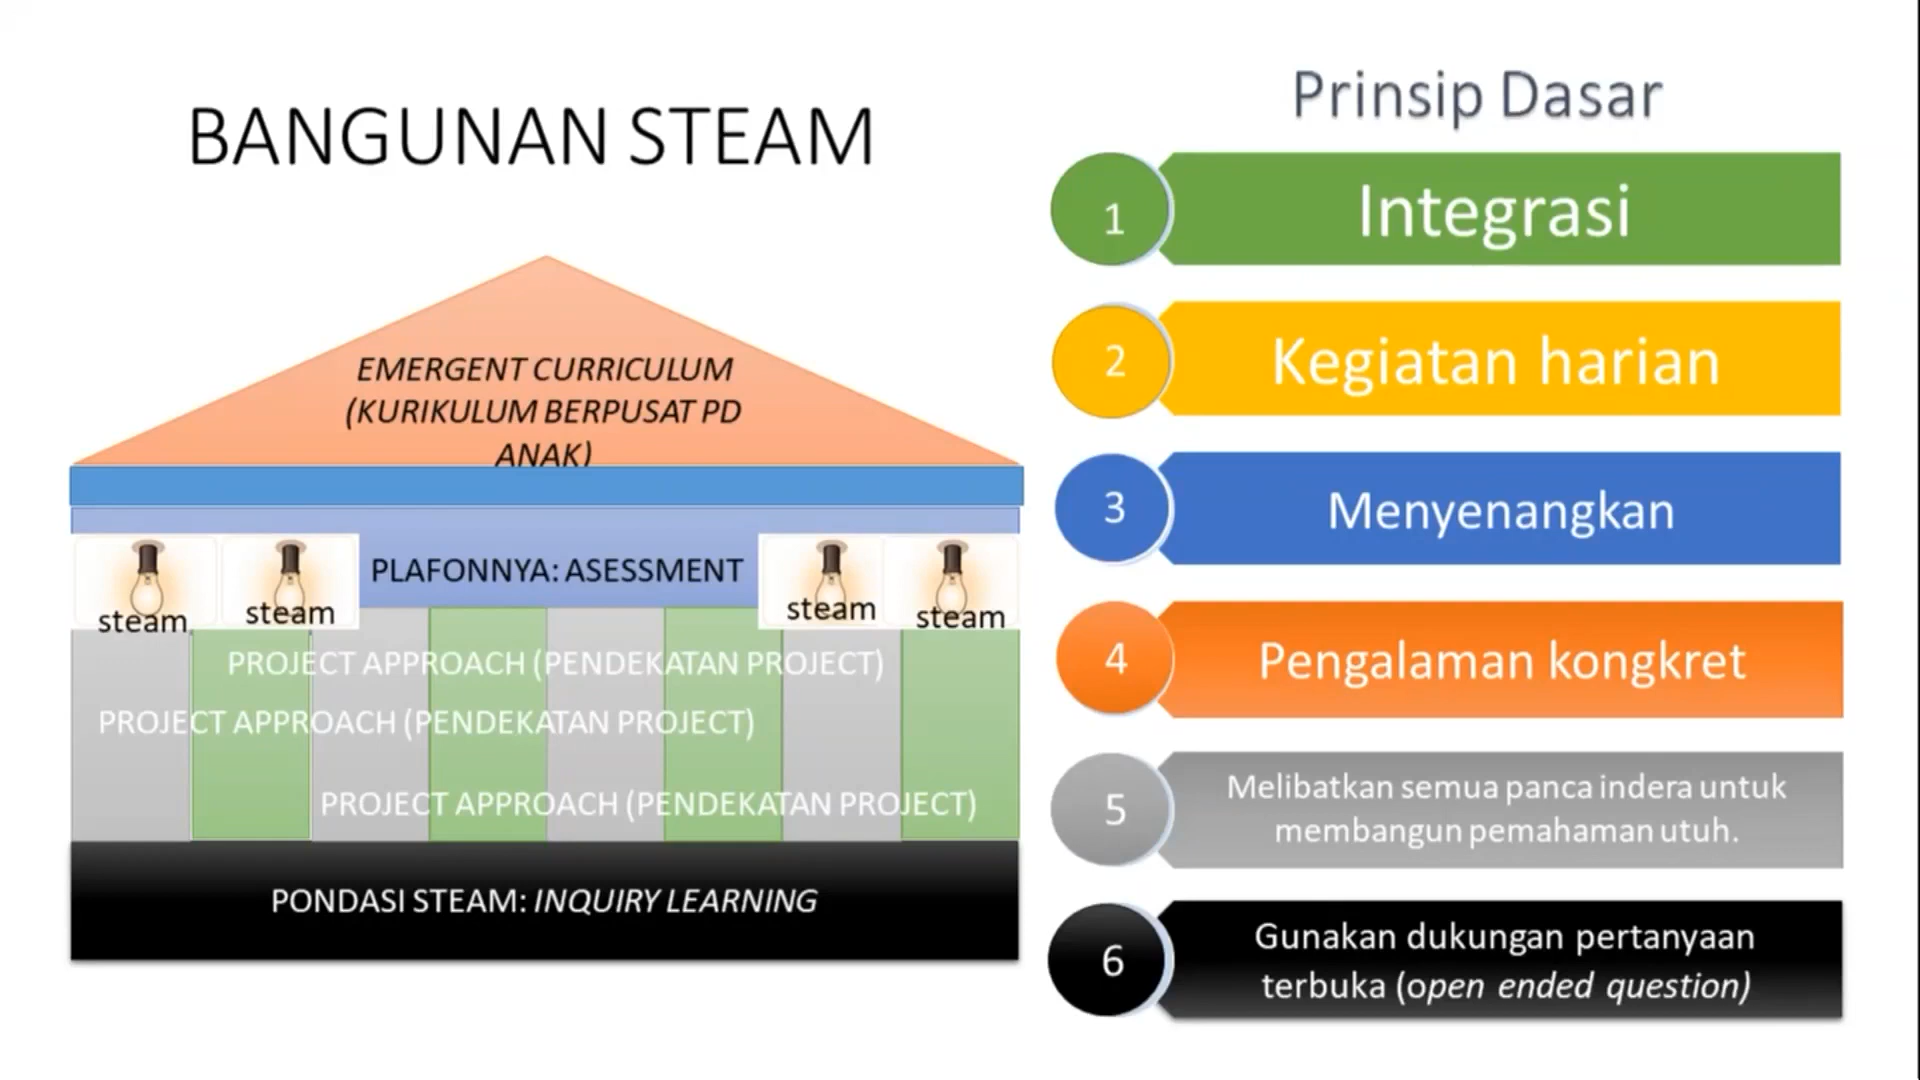 BANGUNAN STEAM
EMERGENT CURRICULUM
(KURIKULUM BERPUSAT PD
ANAK)
PLAFONNYA: ASESSMENT
steam
steam
steam
steam
PROJECT APPROACH (PENDEKATAN PROJECT)
PROJECT APPROACH (PENDEKATAN PROJECT)
PROJECT APPROACH (PENDEKATAN PROJECT)
PONDASI STEAM: INQUIRY LEARNING
Prinsip Dasar
1
Integrasi
2
Kegiatan harian
3
Menyenangkan
4
Pengalaman kongkret
5
Melibatkan semua panca indera untuk
membangun pemahaman utuh.
6
Gunakan dukungan pertanyaan
terbuka (open ended question)